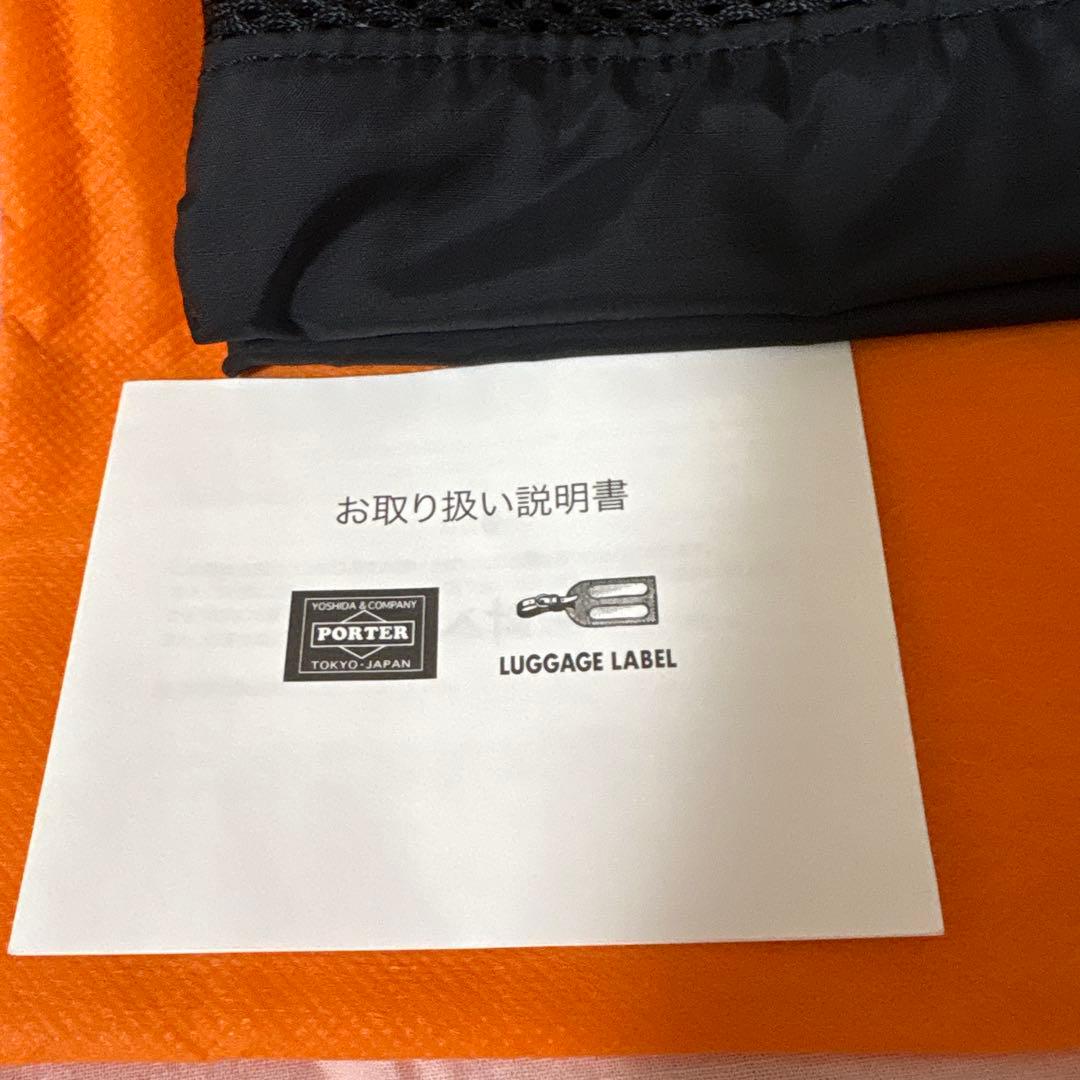 お取り扱い説明書
YOSHIDA & COMPANY
PORTER
TOKYO-JAPAN
LUGGAGE LABEL